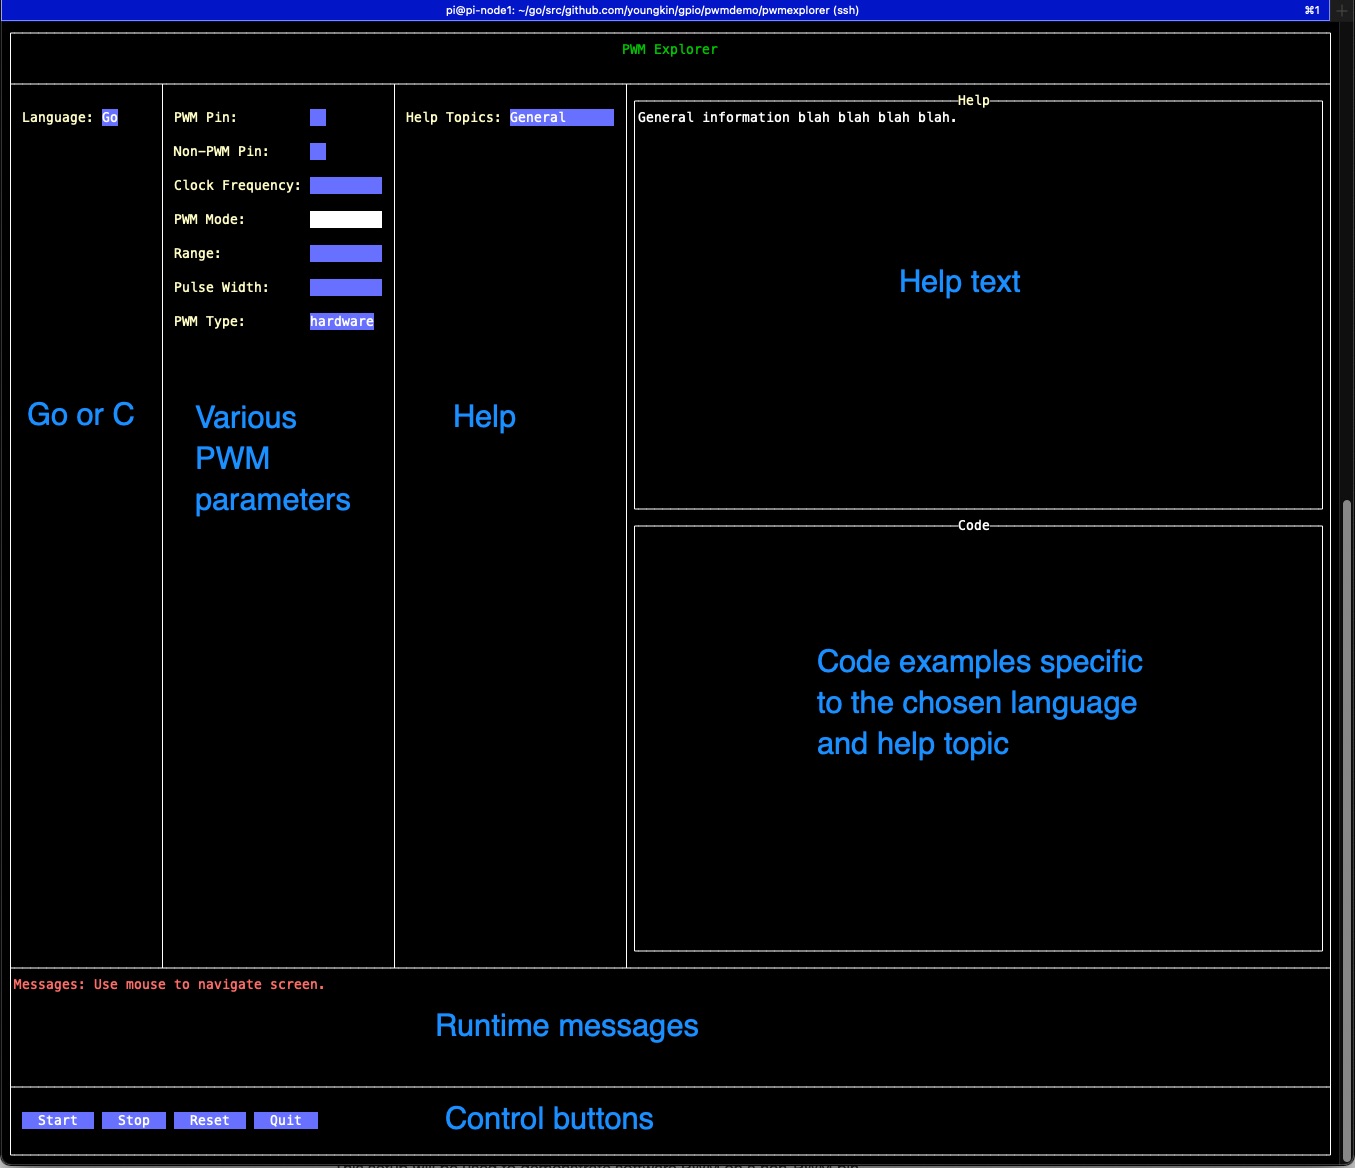 pi@pi-node1: ~/go/src/github.com/youngkin/gpio/pwmdemo/pwmexplorer (ssh) ⌘1
PWM Explorer
Language: Go
Go or C
PWM Pin:
Non-PWM Pin:
Clock Frequency:
PWM Mode:
Range:
Pulse Width:
PWM Type: hardware
Various
PWM
parameters
Help Topics: General
Help
Help
General information blah blah blah blah.
Help text
Code
Code examples specific
to the chosen language
and help topic
Messages: Use mouse to navigate screen.
Runtime messages
Start Stop Reset Quit
Control buttons